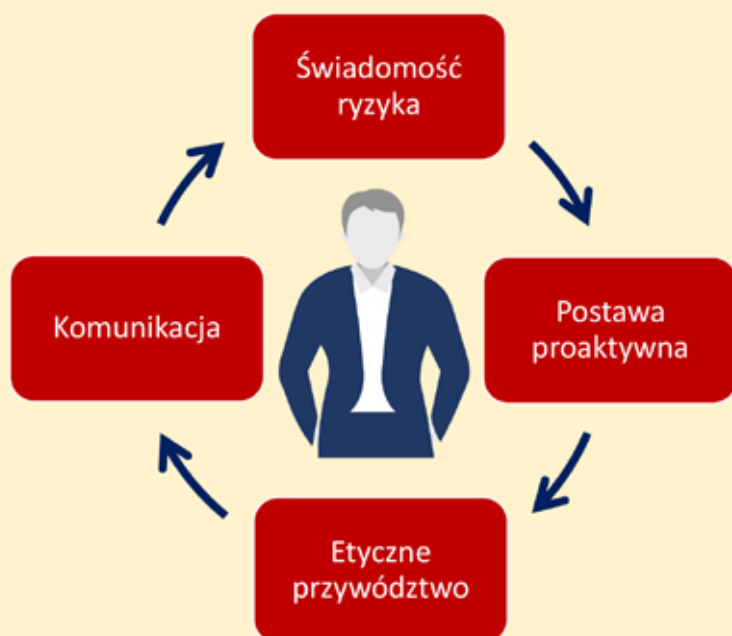 Świadomość
ryzyka
Komunikacja
Postawa
proaktywna
Etyczne
przywództwo